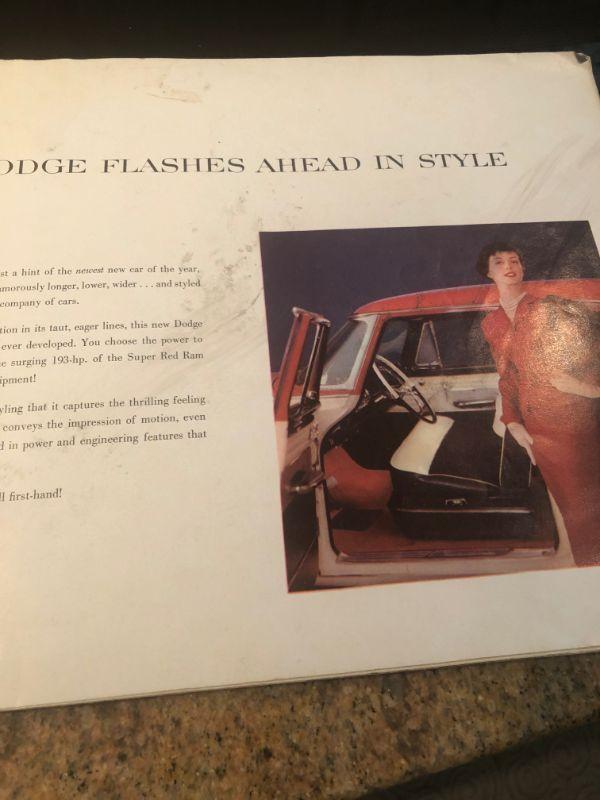 ODGE FLASHES AHEAD IN STYLE
st a hint of the newest new car of the year,
morously longer, lower, wider . . . and styled
company of cars.
tion in its taut, eager lines, this new Dodge
ever developed. You choose the power to
e surging 193-hp. of the Super Red Ram
ipment!
yling that it captures the thrilling feeling
conveys the impression of motion, even
d in power and engineering features that
ll first-hand!